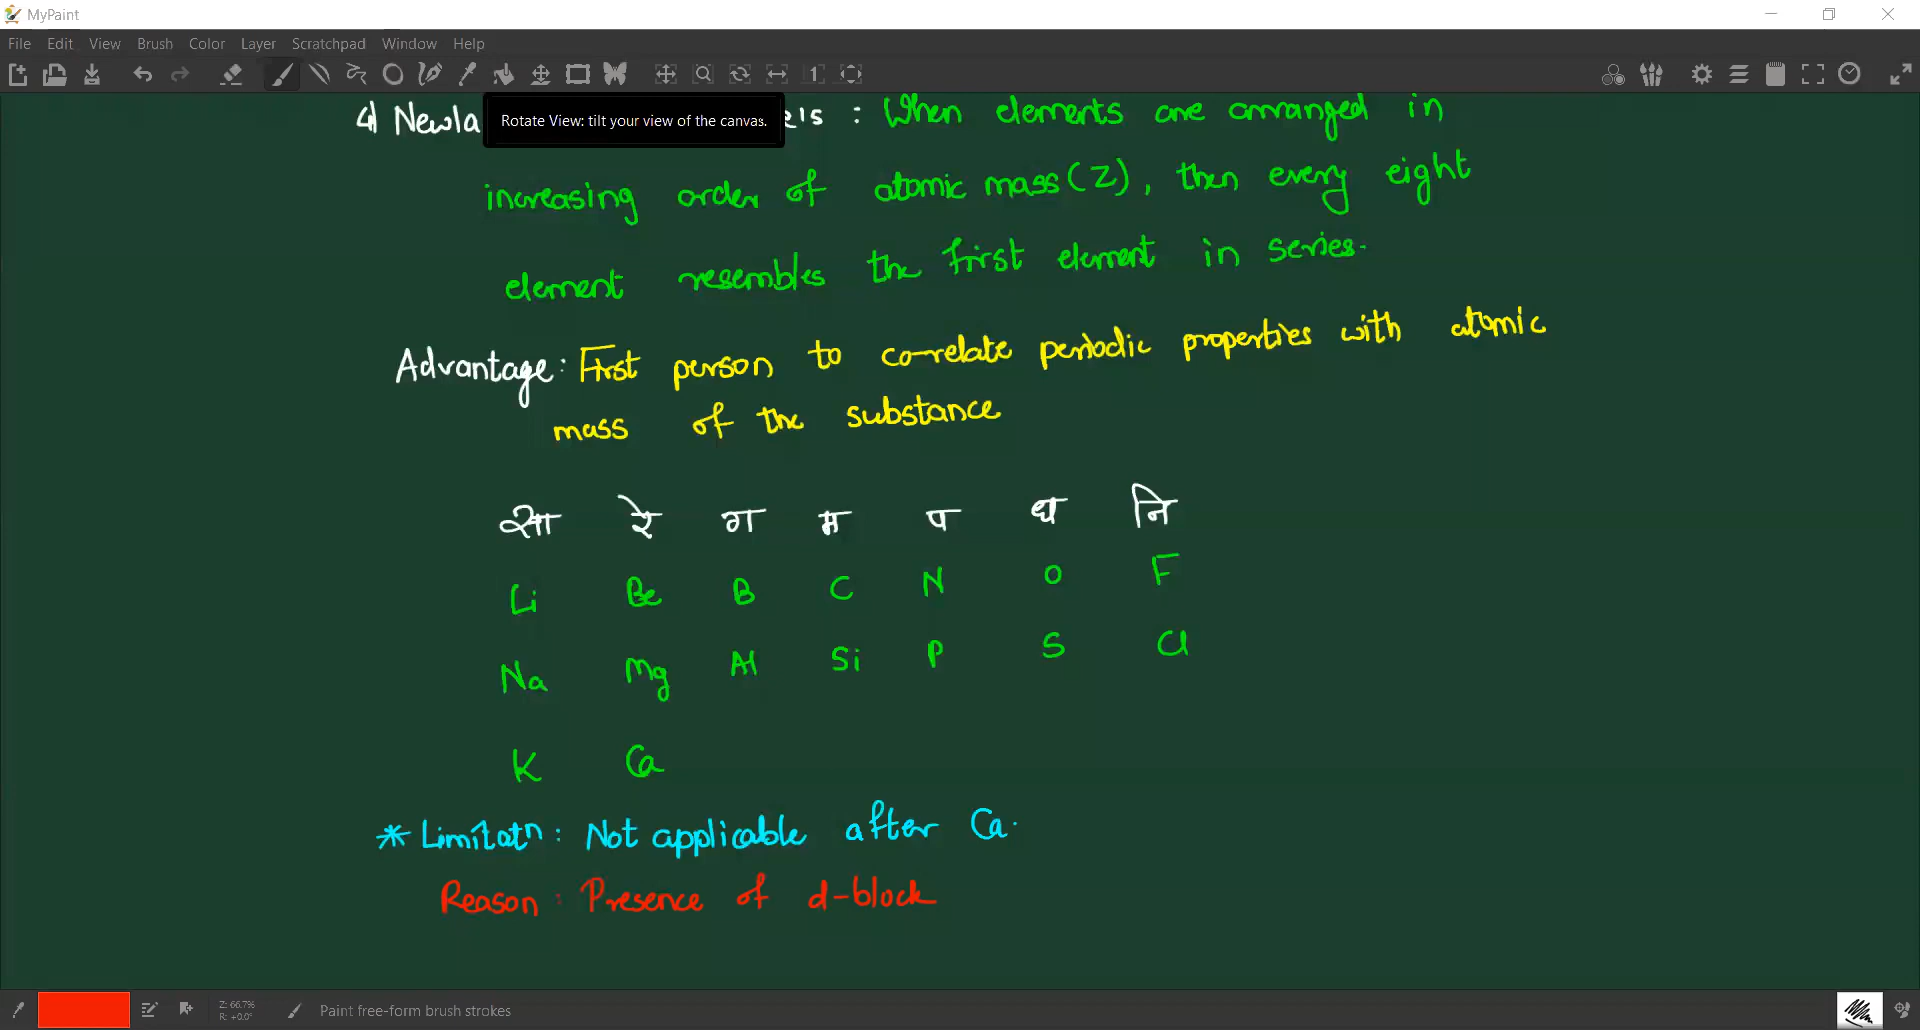 MyPaint
File Edit View Brush Color Layer Scratchpad Window Help
4) Newla
Rotate View: tilt your view of the canvas.
: When elements are arranged in
increasing order of atomic mass(Z), then every eight
element resembles the first element in series.
Advantage: First person to co-relate periodic properties with atomic
mass of the substance
सा रे ग म प ध नि
Li Be B C N O F
Na Mg Al Si P S Cl
K Ca
* Limitatn: Not applicable after Ca.
Reason: Presence of d-block
Z: 66.7%
R: +0.0°
Paint free-form brush strokes